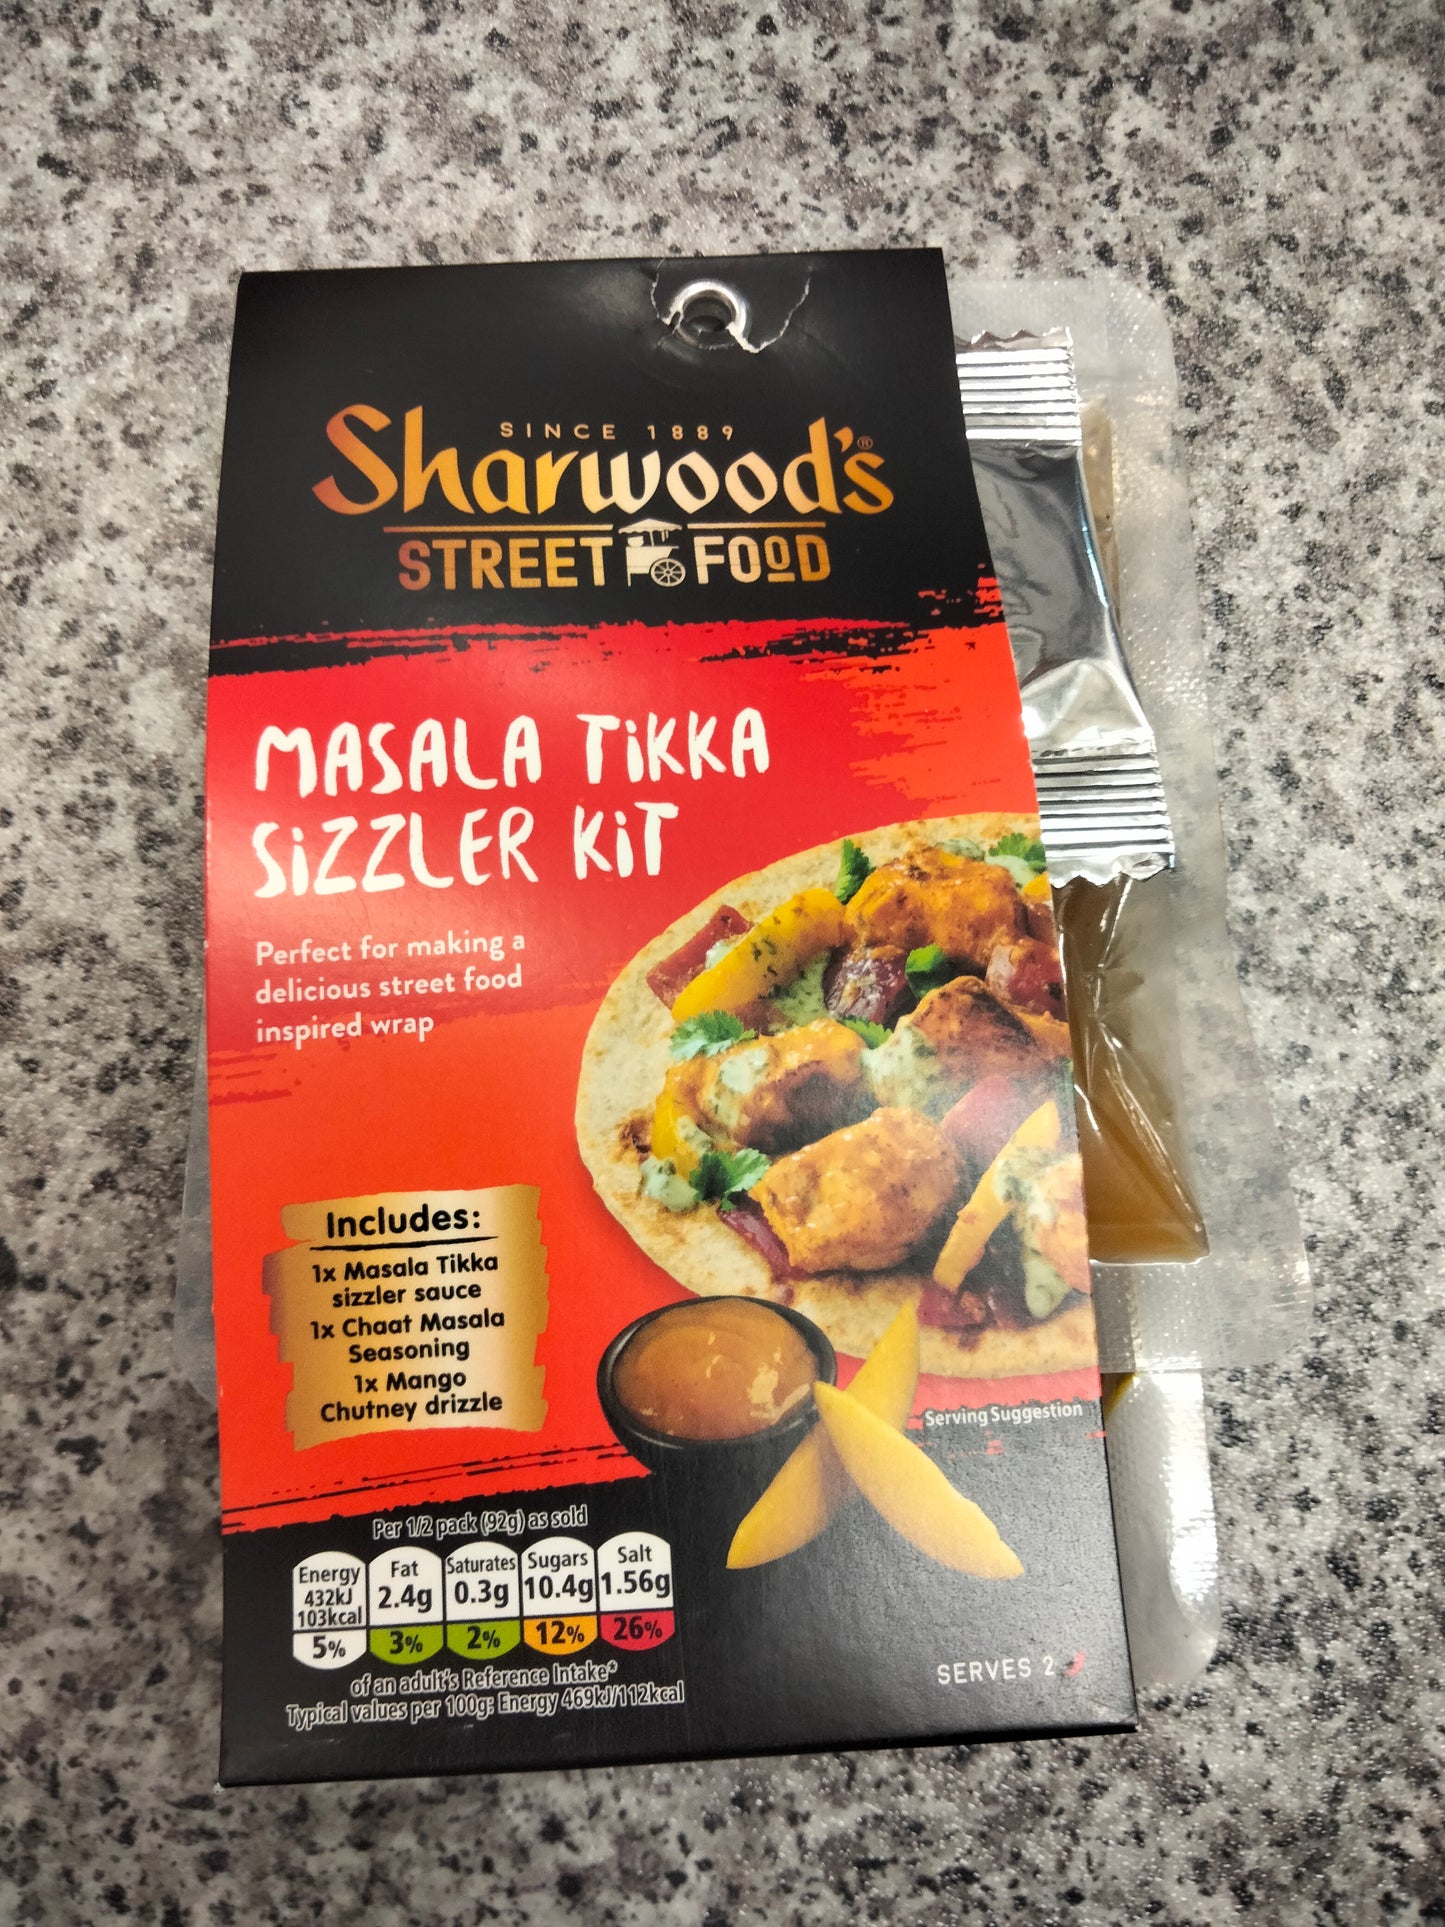 SINCE 1889
Sharwood's®
STREET FOOD
MASALA TIKKA
SIZZLER KIT
Perfect for making a
delicious street food
inspired wrap
Includes:
1x Masala Tikka
sizzler sauce
1x Chaat Masala
Seasoning
1x Mango
Chutney drizzle
Serving Suggestion
Per 1/2 pack (92g) as sold
Energy 432kJ 103kcal 5%
Fat 2.4g 3%
Saturates 0.3g 2%
Sugars 10.4g 12%
Salt 1.56g 26%
of an adult's Reference Intake*
Typical values per 100g: Energy 469kJ/112kcal
SERVES 2